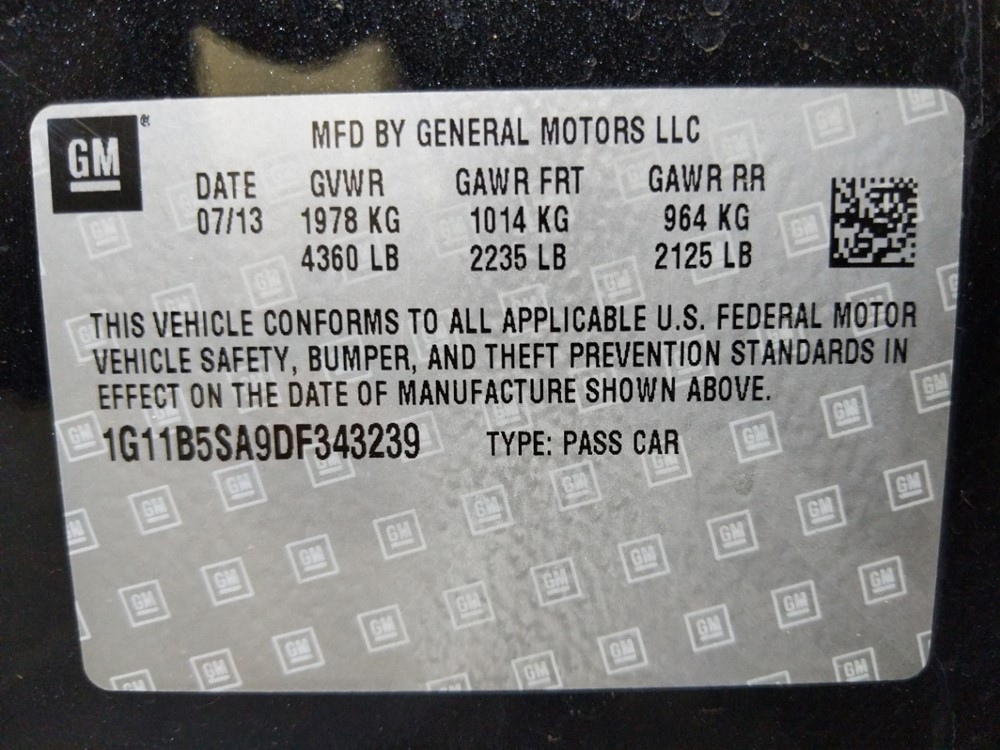 GM ®
MFD BY GENERAL MOTORS LLC
DATE GVWR GAWR FRT GAWR RR
07/13 1978 KG 1014 KG 964 KG
4360 LB 2235 LB 2125 LB
THIS VEHICLE CONFORMS TO ALL APPLICABLE U.S. FEDERAL MOTOR
VEHICLE SAFETY, BUMPER, AND THEFT PREVENTION STANDARDS IN
EFFECT ON THE DATE OF MANUFACTURE SHOWN ABOVE.
1G11B5SA9DF343239 TYPE: PASS CAR